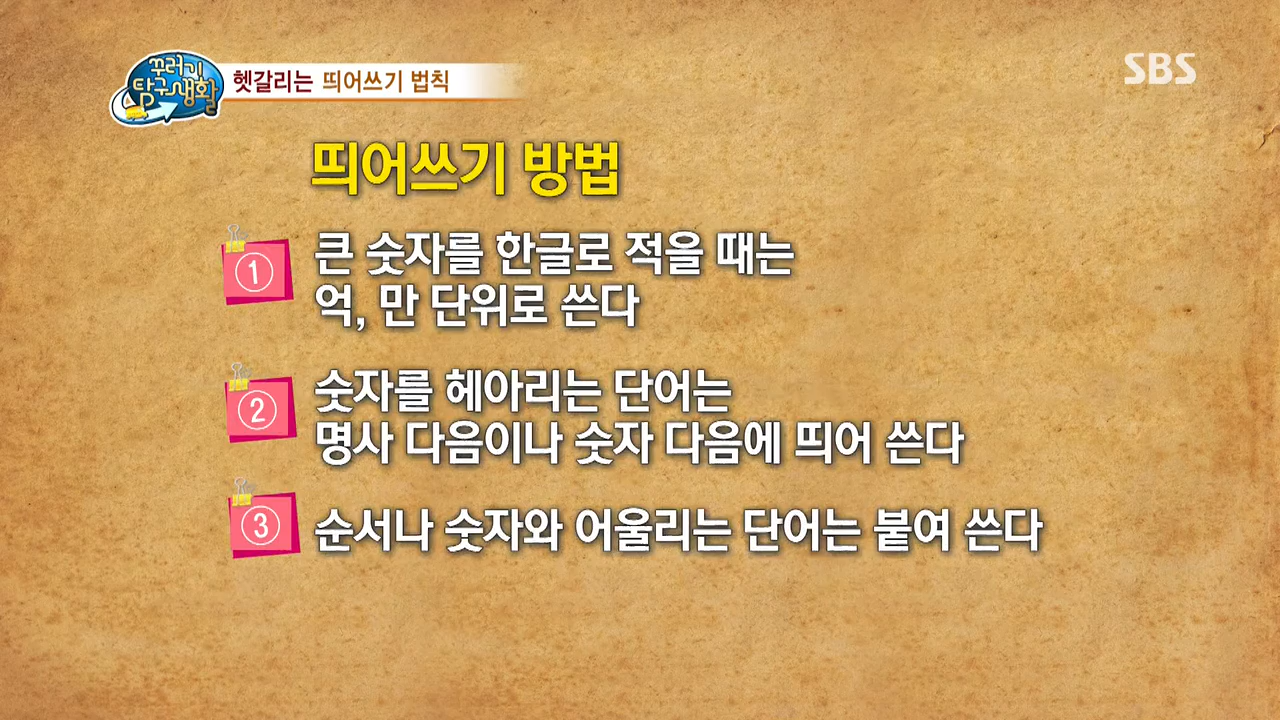 꾸러기
탐구생활
헷갈리는 띄어쓰기 법칙
SBS
띄어쓰기 방법
1
큰 숫자를 한글로 적을 때는
억, 만 단위로 쓴다
2
숫자를 헤아리는 단어는
명사 다음이나 숫자 다음에 띄어 쓴다
3
순서나 숫자와 어울리는 단어는 붙여 쓴다